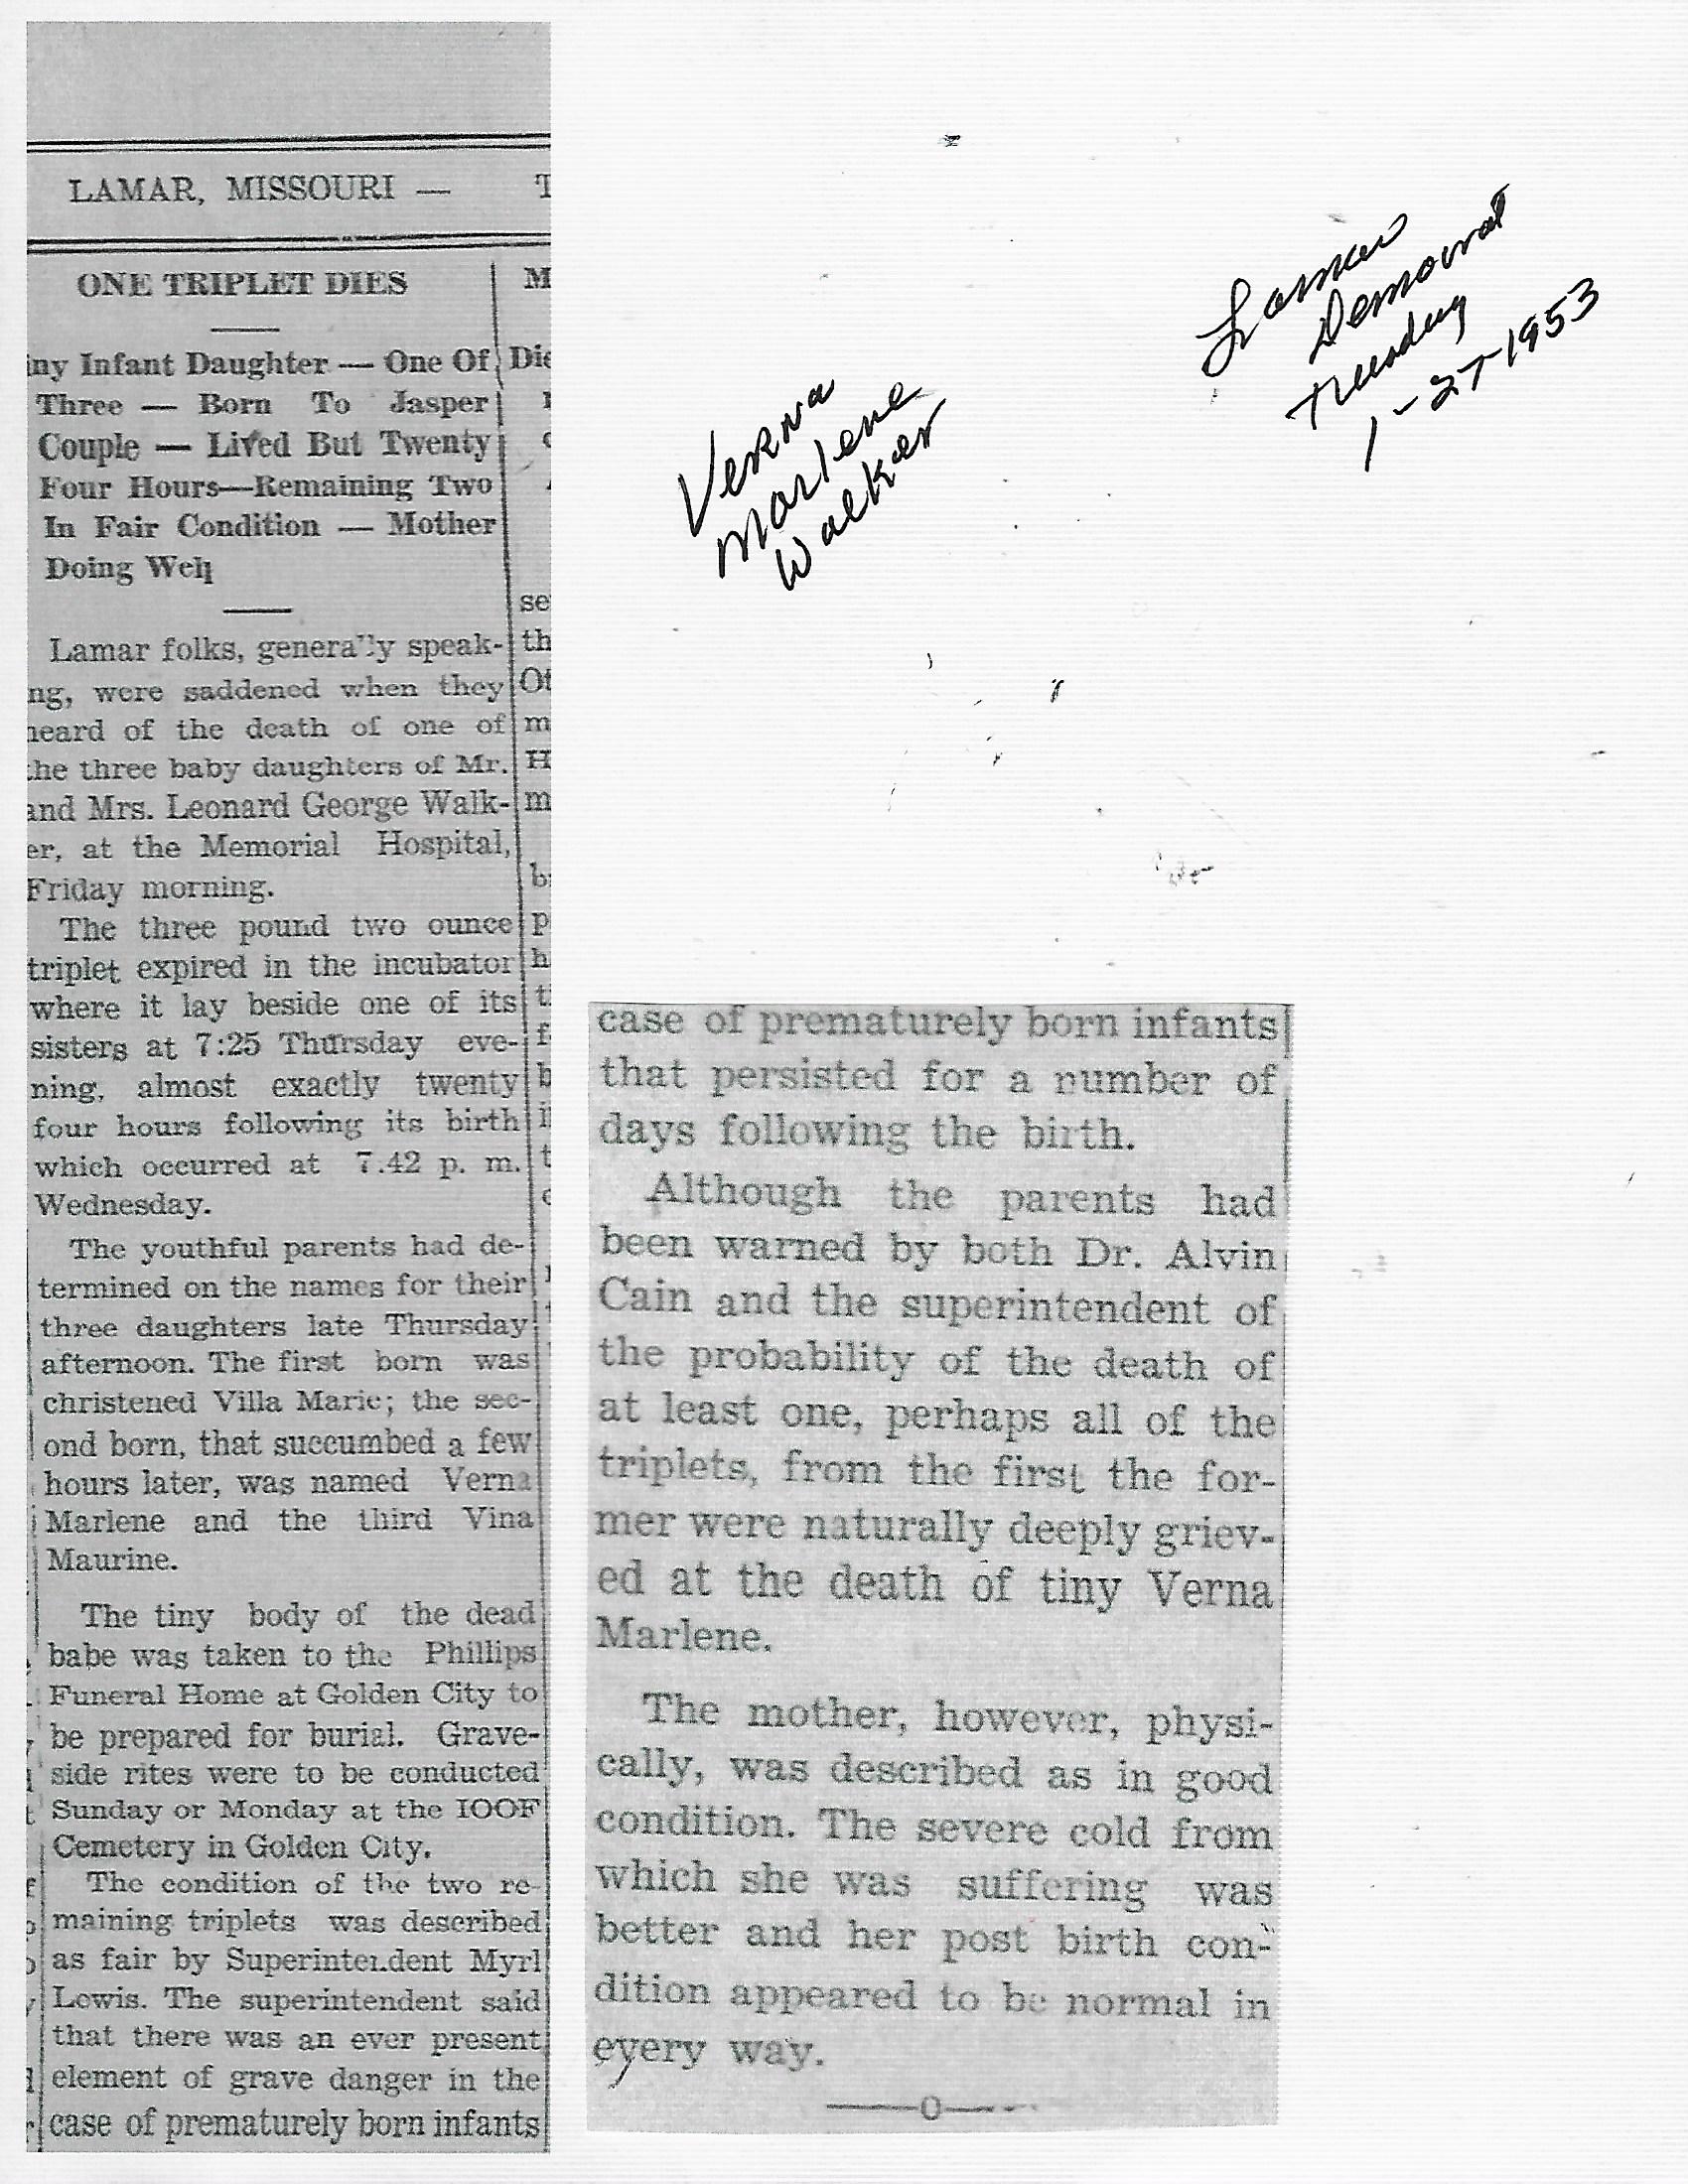 LAMAR, MISSOURI — T
ONE TRIPLET DIES
iny Infant Daughter — One Of
Three — Born To Jasper
Couple — Lived But Twenty
Four Hours—Remaining Two
In Fair Condition — Mother
Doing Well
Lamar folks, generally speak-
ng, were saddened when they
heard of the death of one of
the three baby daughters of Mr.
and Mrs. Leonard George Walk-
er, at the Memorial Hospital,
Friday morning.
The three pound two ounce
triplet expired in the incubator
where it lay beside one of its
sisters at 7:25 Thursday eve-
ning, almost exactly twenty
four hours following its birth
which occurred at 7.42 p. m.
Wednesday.
The youthful parents had de-
termined on the names for their
three daughters late Thursday
afternoon. The first born was
christened Villa Marie; the sec-
ond born, that succumbed a few
hours later, was named Verna
Marlene and the third Vina
Maurine.
The tiny body of the dead
babe was taken to the Phillips
Funeral Home at Golden City to
be prepared for burial. Grave-
side rites were to be conducted
Sunday or Monday at the IOOF
Cemetery in Golden City.
The condition of the two re-
maining triplets was described
as fair by Superintendent Myrl
Lewis. The superintendent said
that there was an ever present
element of grave danger in the
case of prematurely born infants
Verna
Marlene
Walker
Lamar
Democrat
Tuesday
1-27-1953
case of prematurely born infants
that persisted for a number of
days following the birth.
Although the parents had
been warned by both Dr. Alvin
Cain and the superintendent of
the probability of the death of
at least one, perhaps all of the
triplets, from the first the for-
mer were naturally deeply griev-
ed at the death of tiny Verna
Marlene.
The mother, however, physi-
cally, was described as in good
condition. The severe cold from
which she was suffering was
better and her post birth con-
dition appeared to be normal in
every way.
——O——